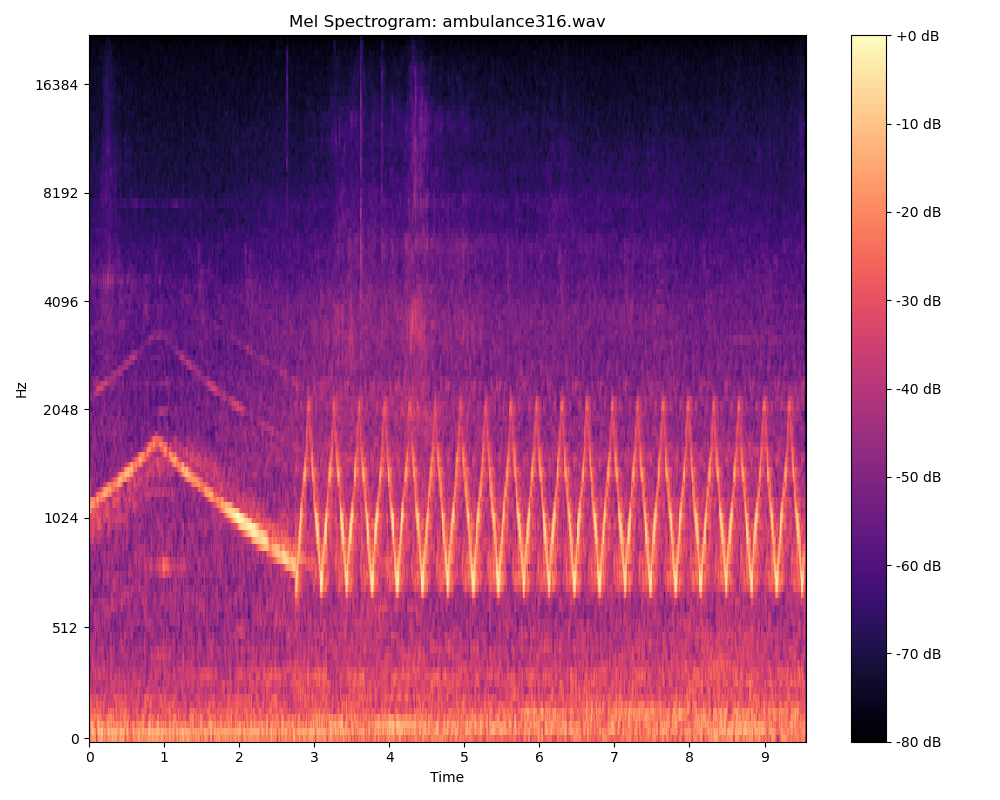 Mel Spectrogram: ambulance316.wav
Hz
16384
8192
4096
2048
1024
512
0
0 1 2 3 4 5 6 7 8 9
Time
+0 dB
-10 dB
-20 dB
-30 dB
-40 dB
-50 dB
-60 dB
-70 dB
-80 dB